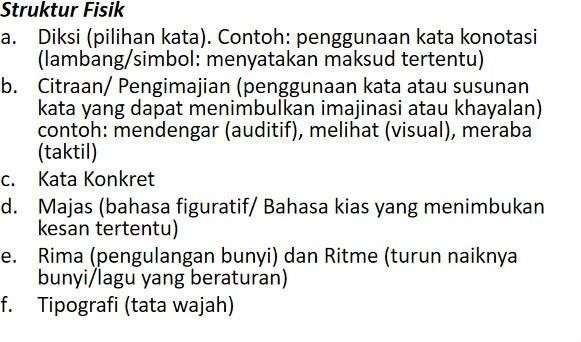 Struktur Fisik
a. Diksi (pilihan kata). Contoh: penggunaan kata konotasi
(lambang/simbol: menyatakan maksud tertentu)
b. Citraan/ Pengimajian (penggunaan kata atau susunan
kata yang dapat menimbulkan imajinasi atau khayalan)
contoh: mendengar (auditif), melihat (visual), meraba
(taktil)
c. Kata Konkret
d. Majas (bahasa figuratif/ Bahasa kias yang menimbukan
kesan tertentu)
e. Rima (pengulangan bunyi) dan Ritme (turun naiknya
bunyi/lagu yang beraturan)
f. Tipografi (tata wajah)